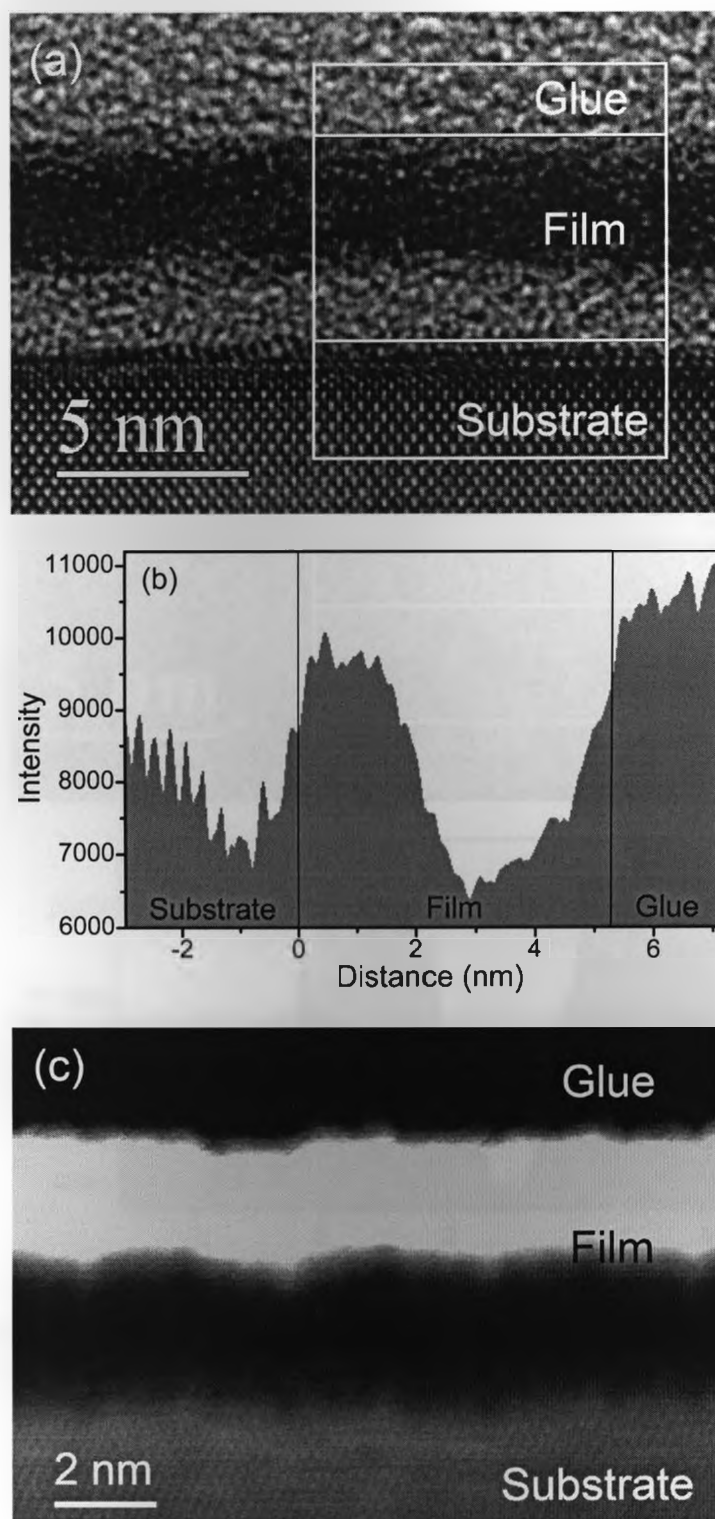 (a)
Glue
Film
Substrate
5 nm
(b)
Intensity
11000
10000
9000
8000
7000
6000
Substrate
Film
Glue
-2
0
2
4
6
Distance (nm)
(c)
Glue
Film
2 nm
Substrate